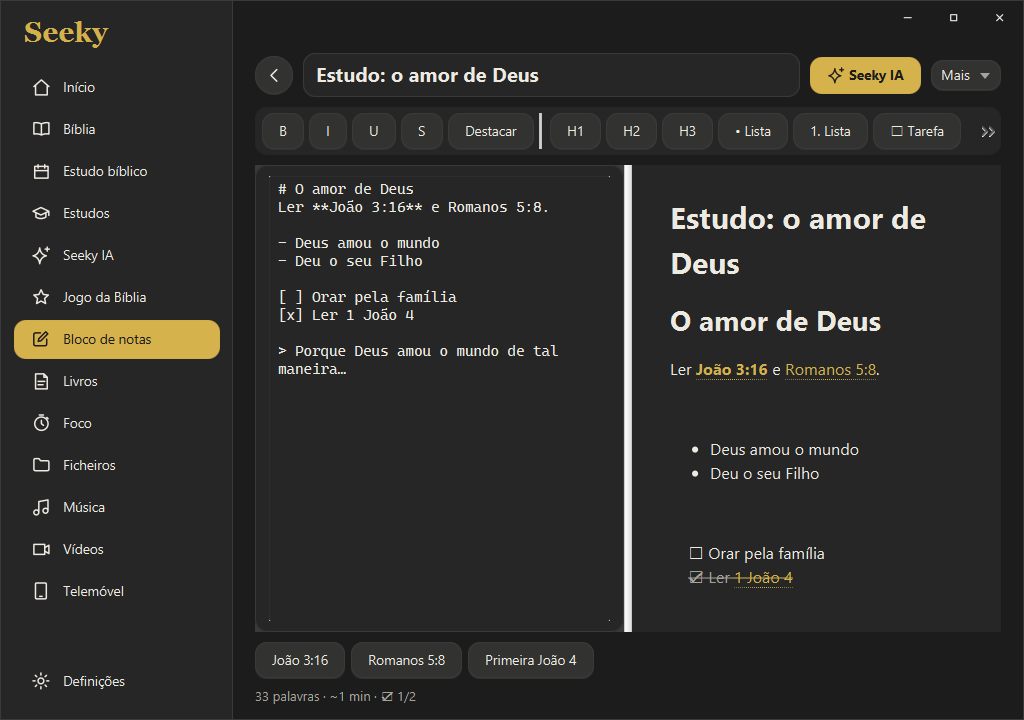 Seeky
Início
Bíblia
Estudo bíblico
Estudos
Seeky IA
Jogo da Bíblia
Bloco de notas
Livros
Foco
Ficheiros
Música
Vídeos
Telemóvel
Definições
Estudo: o amor de Deus
Seeky IA
Mais
B I U S Destacar H1 H2 H3 • Lista 1. Lista ☐ Tarefa »
# O amor de Deus
Ler **João 3:16** e Romanos 5:8.
- Deus amou o mundo
- Deu o seu Filho
[ ] Orar pela família
[x] Ler 1 João 4
> Porque Deus amou o mundo de tal
maneira…
Estudo: o amor de
Deus
O amor de Deus
Ler João 3:16 e Romanos 5:8.
• Deus amou o mundo
• Deu o seu Filho
☐ Orar pela família
☑ Ler 1 João 4
João 3:16 Romanos 5:8 Primeira João 4
33 palavras · ~1 min · ☑ 1/2